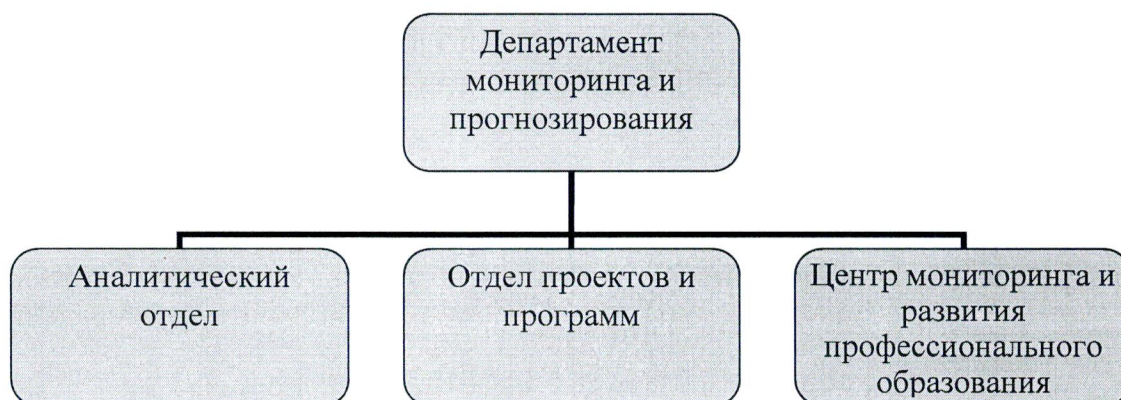 Департамент
мониторинга и
прогнозирования
Аналитический
отдел
Отдел проектов и
программ
Центр мониторинга и
развития
профессионального
образования